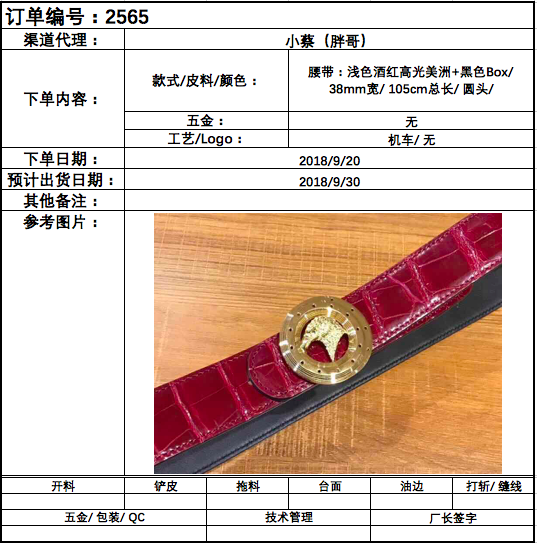 订单编号：2565
渠道代理：
小蔡（胖哥）
下单内容：
款式/皮料/颜色：
腰带：浅色酒红高光美洲+黑色Box/
38mm宽/ 105cm总长/ 圆头/
五金：
无
工艺/Logo：
机车/ 无
下单日期：
2018/9/20
预计出货日期：
2018/9/30
其他备注：
参考图片：
开料
铲皮
拖料
台面
油边
打斩/ 缝线
五金/ 包装/ QC
技术管理
厂长签字